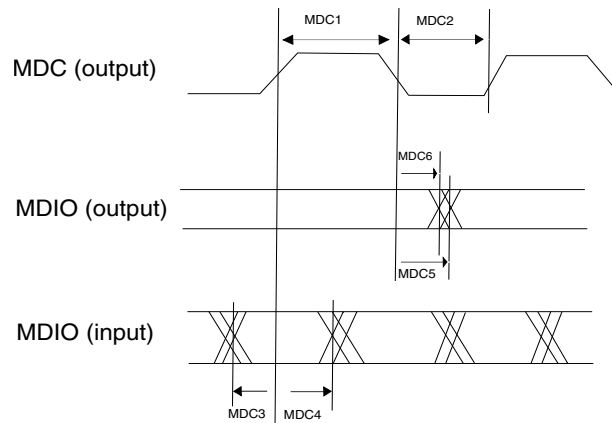 MDC1
MDC2
MDC (output)
MDC6
MDIO (output)
MDC5
MDIO (input)
MDC3
MDC4